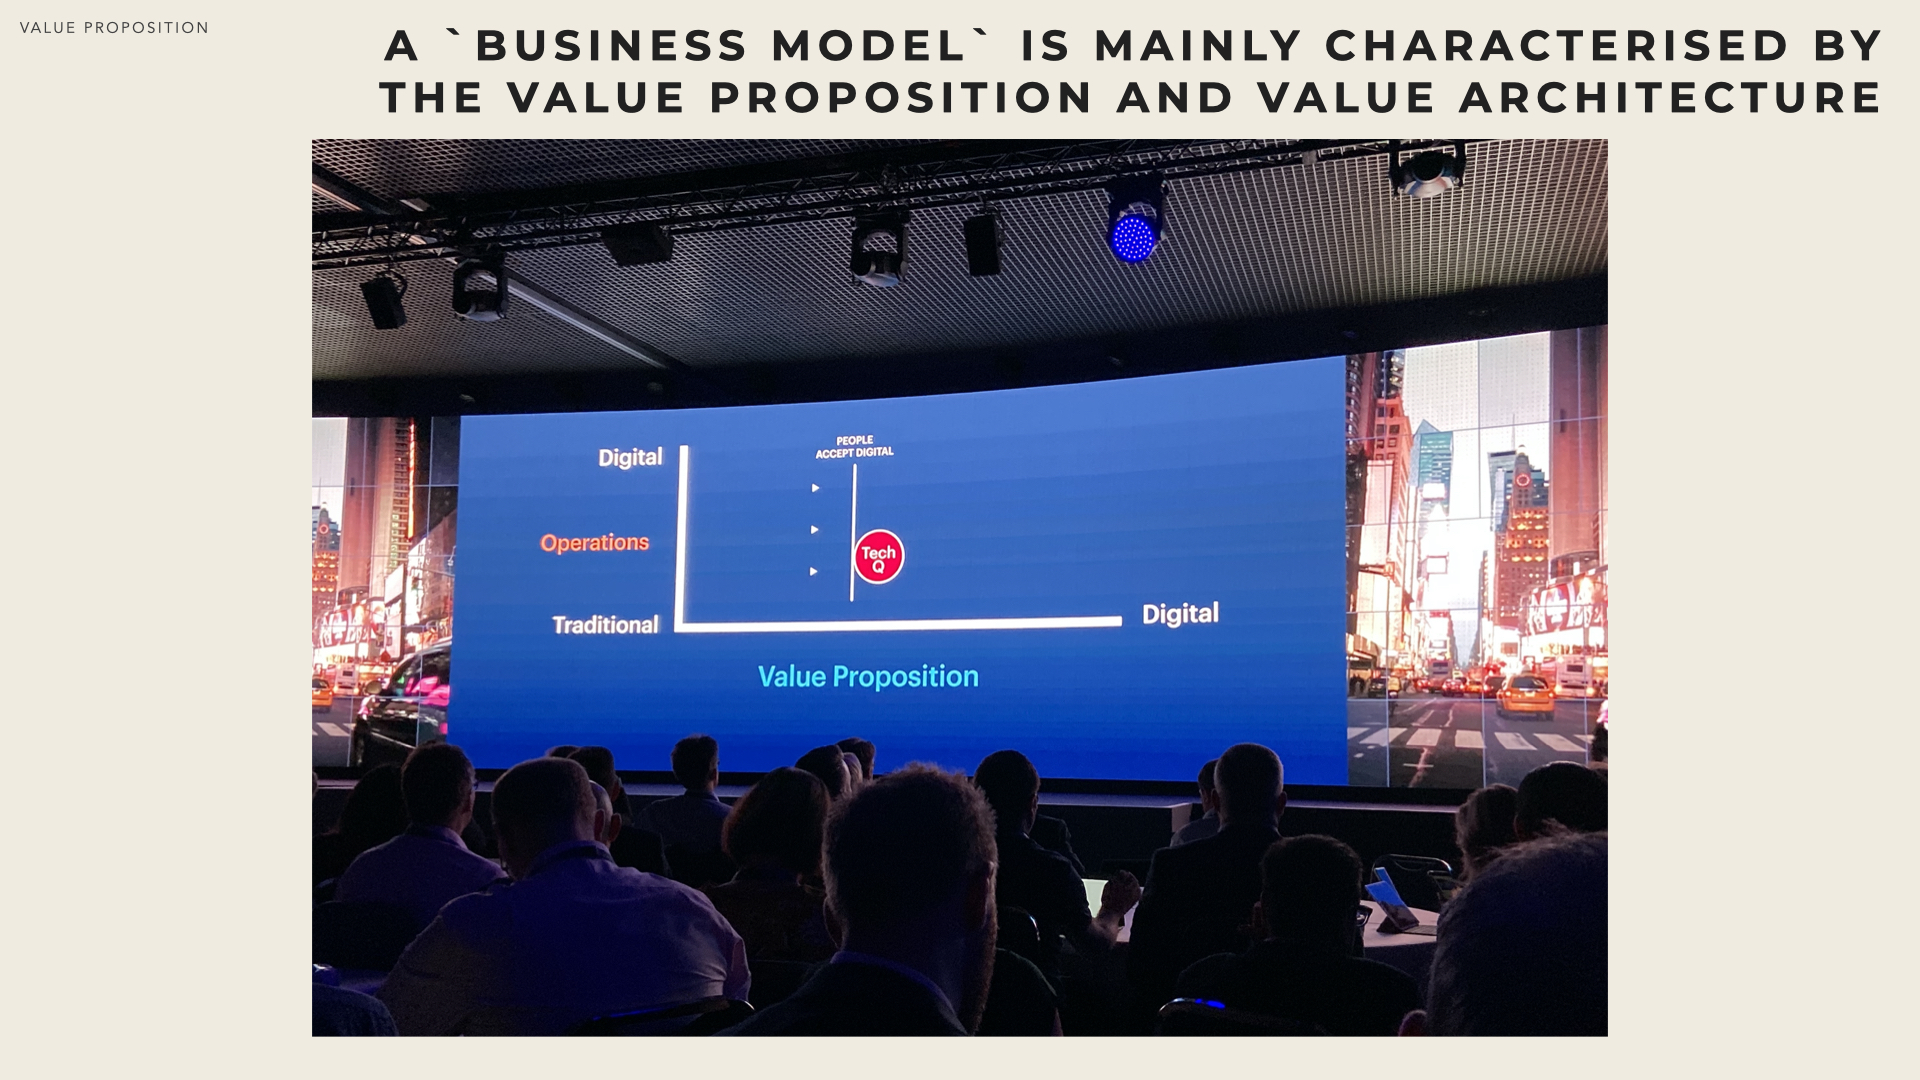 VALUE PROPOSITION
A `BUSINESS MODEL` IS MAINLY CHARACTERISED BY
THE VALUE PROPOSITION AND VALUE ARCHITECTURE
Digital
PEOPLE
ACCEPT DIGITAL
Operations
Tech
Q
Traditional
Digital
Value Proposition